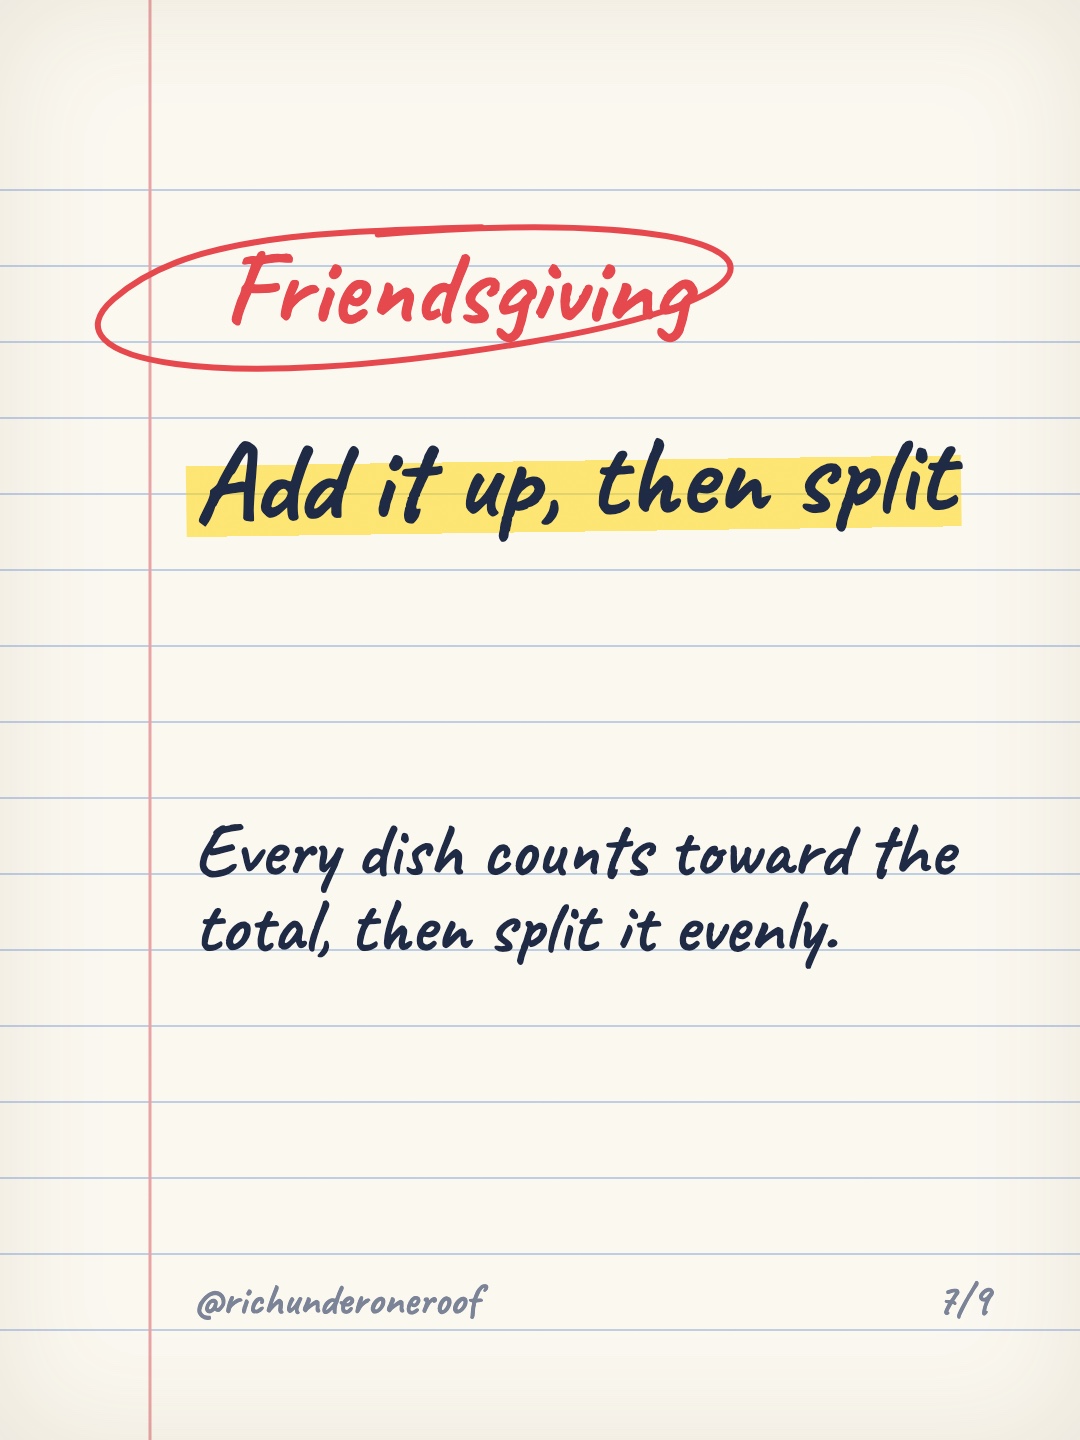 Friendsgiving
Add it up, then split
Every dish counts toward the
total, then split it evenly.
@richunderoneroof
7/9